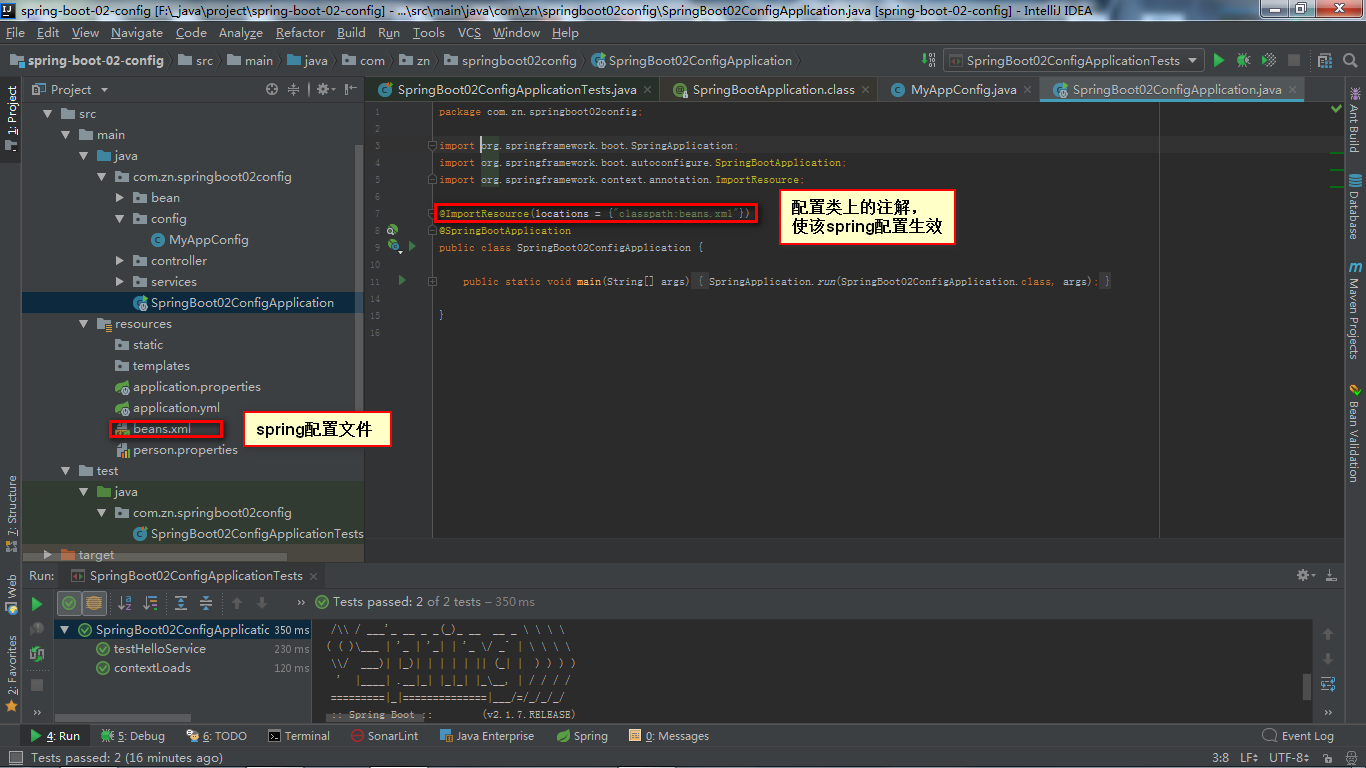 spring-boot-02-config [F:\_java\project\spring-boot-02-config] - ...\src\main\java\com\zn\springboot02config\SpringBoot02ConfigApplication.java [spring-boot-02-config] - IntelliJ IDEA
File Edit View Navigate Code Analyze Refactor Build Run Tools VCS Window Help
spring-boot-02-config src main java com zn springboot02config SpringBoot02ConfigApplication SpringBoot02ConfigApplicationTests
Project
SpringBoot02ConfigApplicationTests.java SpringBootApplication.class MyAppConfig.java SpringBoot02ConfigApplication.java
1: Project
7: Structure
Web
2: Favorites
src
main
java
com.zn.springboot02config
bean
config
MyAppConfig
controller
services
SpringBoot02ConfigApplication
resources
static
templates
application.properties
application.yml
beans.xml
person.properties
test
java
com.zn.springboot02config
SpringBoot02ConfigApplicationTests
target
spring配置文件
1 package com.zn.springboot02config;
2
3 import org.springframework.boot.SpringApplication;
4 import org.springframework.boot.autoconfigure.SpringBootApplication;
5 import org.springframework.context.annotation.ImportResource;
6
7 @ImportResource(locations = {"classpath:beans.xml"})
8 @SpringBootApplication
9 public class SpringBoot02ConfigApplication {
10
11 public static void main(String[] args) { SpringApplication.run(SpringBoot02ConfigApplication.class, args); }
14
15 }
16
配置类上的注解，
使该spring配置生效
Ant Build
Database
Maven Projects
Bean Validation
Run: SpringBoot02ConfigApplicationTests
Tests passed: 2 of 2 tests – 350 ms
SpringBoot02ConfigApplicatic 350 ms
testHelloService 230 ms
contextLoads 120 ms
/\\ / ___'_ __ _ _(_)_ __  __ _ \ \ \ \
( ( )\___ | '_ | '_| | '_ \/ _` | \ \ \ \
\\/  ___)| |_)| | | | | || (_| |  ) ) ) )
'  |____| .__|_| |_|_| |_\__, | / / / /
=========|_|==============|___/=/_/_/_/
:: Spring Boot ::        (v2.1.7.RELEASE)
4: Run 5: Debug 6: TODO Terminal SonarLint Java Enterprise Spring 0: Messages Event Log
Tests passed: 2 (16 minutes ago) 3:8 LF UTF-8